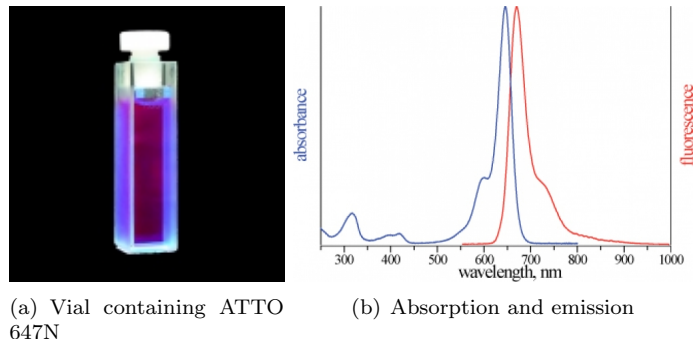 absorbance
fluorescence
300 400 500 600 700 800 900 1000
wavelength, nm
(a) Vial containing ATTO
647N
(b) Absorption and emission